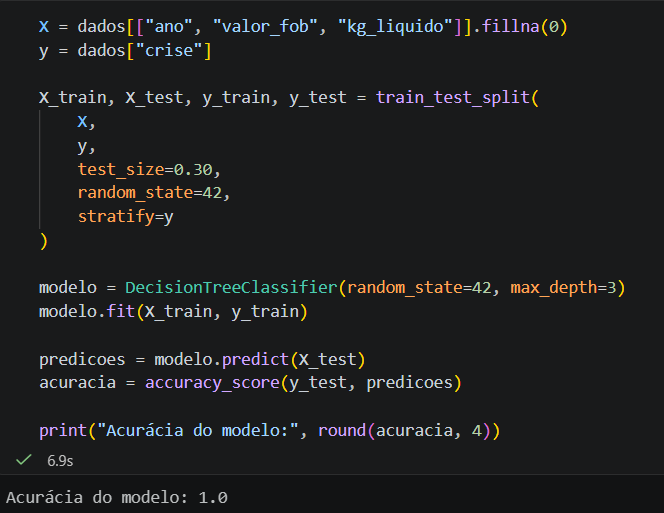 X = dados[["ano", "valor_fob", "kg_liquido"]].fillna(0)
y = dados["crise"]
X_train, X_test, y_train, y_test = train_test_split(
X,
y,
test_size=0.30,
random_state=42,
stratify=y
)
modelo = DecisionTreeClassifier(random_state=42, max_depth=3)
modelo.fit(X_train, y_train)
predicoes = modelo.predict(X_test)
acuracia = accuracy_score(y_test, predicoes)
print("Acurácia do modelo:", round(acuracia, 4))
6.9s
Acurácia do modelo: 1.0